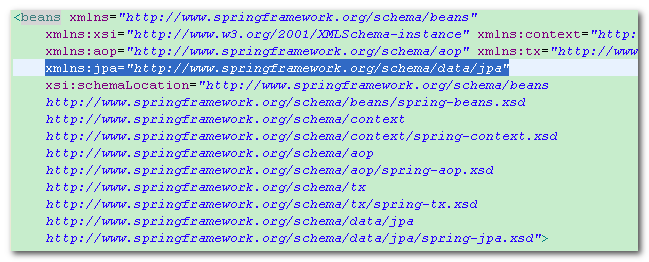 <beans xmlns="http://www.springframework.org/schema/beans"
xmlns:xsi="http://www.w3.org/2001/XMLSchema-instance" xmlns:context="http:
xmlns:aop="http://www.springframework.org/schema/aop" xmlns:tx="http://www
xmlns:jpa="http://www.springframework.org/schema/data/jpa"
xsi:schemaLocation="http://www.springframework.org/schema/beans
http://www.springframework.org/schema/beans/spring-beans.xsd
http://www.springframework.org/schema/context
http://www.springframework.org/schema/context/spring-context.xsd
http://www.springframework.org/schema/aop
http://www.springframework.org/schema/aop/spring-aop.xsd
http://www.springframework.org/schema/tx
http://www.springframework.org/schema/tx/spring-tx.xsd
http://www.springframework.org/schema/data/jpa
http://www.springframework.org/schema/data/jpa/spring-jpa.xsd">